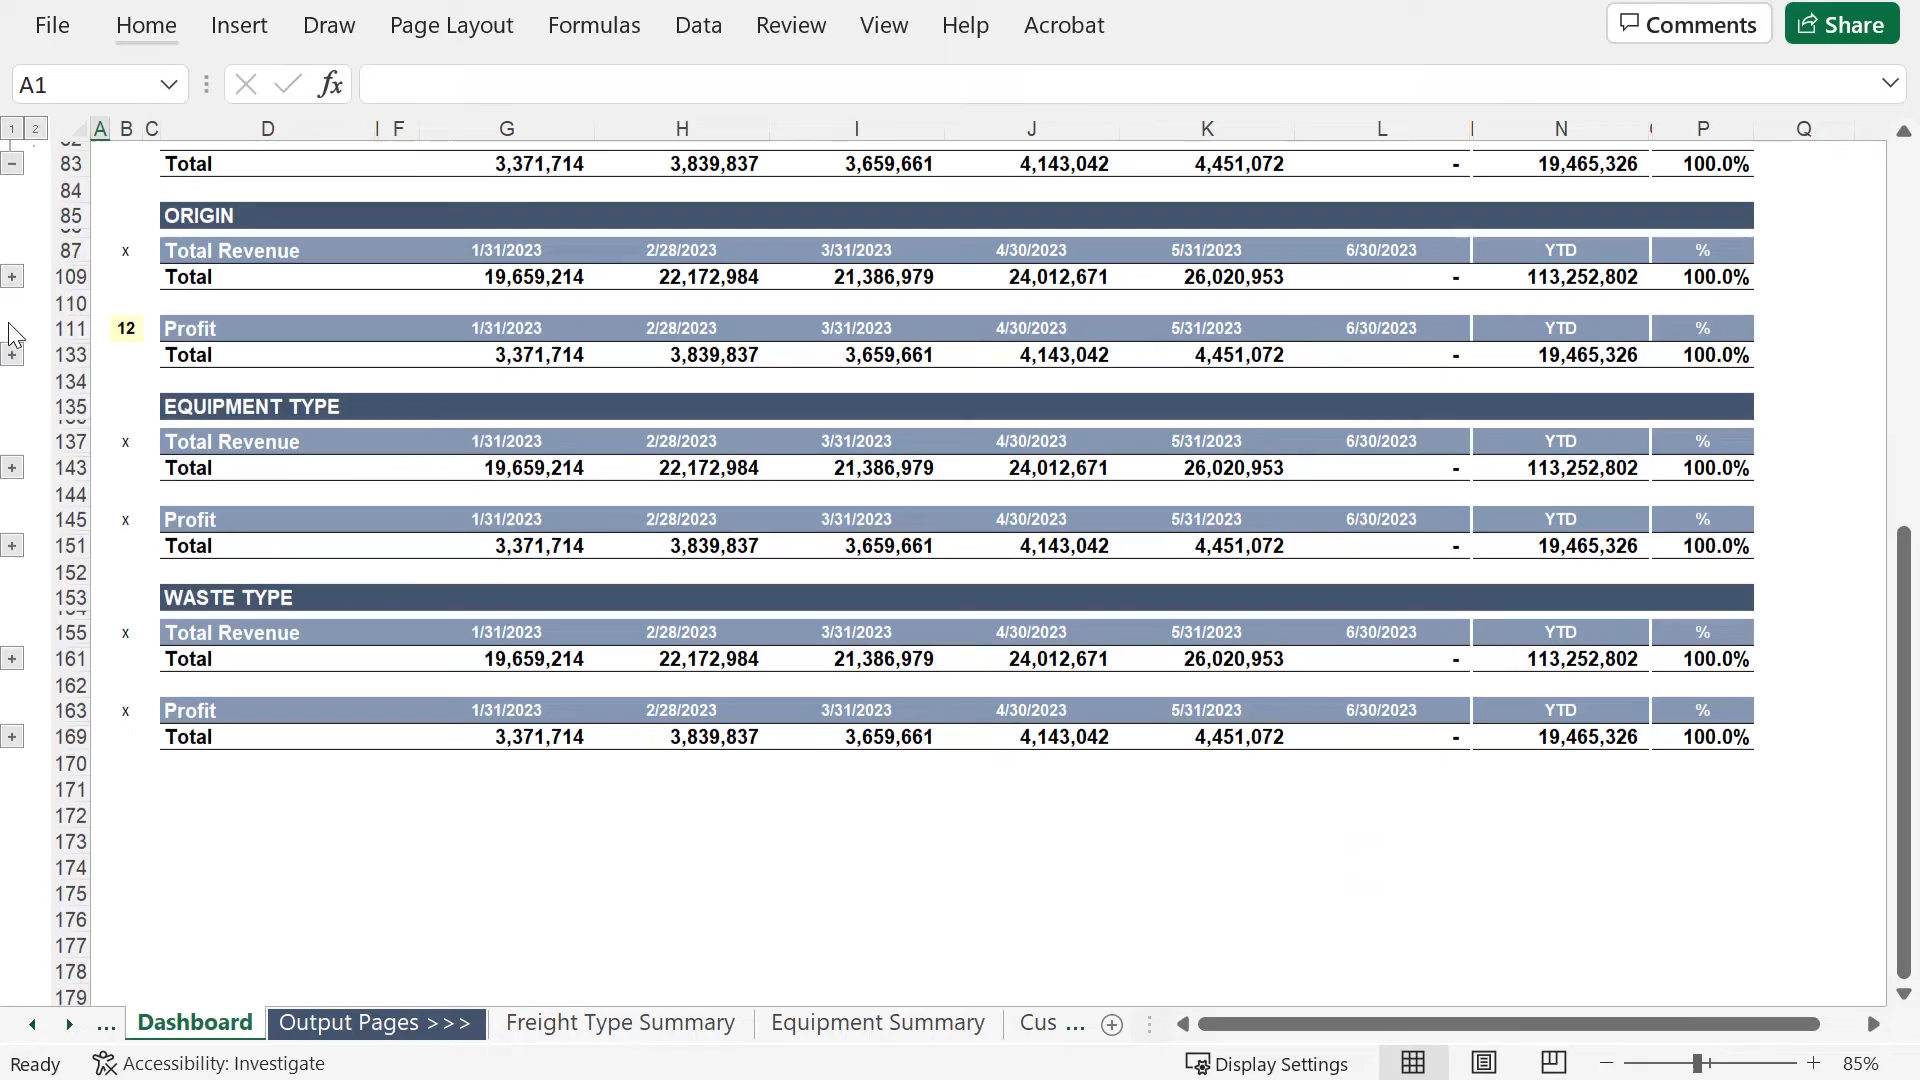 File Home Insert Draw Page Layout Formulas Data Review View Help Acrobat Comments Share
A1 fx
1 2 A B C D F G H I J K L N P Q
83 Total 3,371,714 3,839,837 3,659,661 4,143,042 4,451,072 - 19,465,326 100.0%
84
85 ORIGIN
87 x Total Revenue 1/31/2023 2/28/2023 3/31/2023 4/30/2023 5/31/2023 6/30/2023 YTD %
109 Total 19,659,214 22,172,984 21,386,979 24,012,671 26,020,953 - 113,252,802 100.0%
110
111 12 Profit 1/31/2023 2/28/2023 3/31/2023 4/30/2023 5/31/2023 6/30/2023 YTD %
133 Total 3,371,714 3,839,837 3,659,661 4,143,042 4,451,072 - 19,465,326 100.0%
134
135 EQUIPMENT TYPE
137 x Total Revenue 1/31/2023 2/28/2023 3/31/2023 4/30/2023 5/31/2023 6/30/2023 YTD %
143 Total 19,659,214 22,172,984 21,386,979 24,012,671 26,020,953 - 113,252,802 100.0%
144
145 x Profit 1/31/2023 2/28/2023 3/31/2023 4/30/2023 5/31/2023 6/30/2023 YTD %
151 Total 3,371,714 3,839,837 3,659,661 4,143,042 4,451,072 - 19,465,326 100.0%
152
153 WASTE TYPE
155 x Total Revenue 1/31/2023 2/28/2023 3/31/2023 4/30/2023 5/31/2023 6/30/2023 YTD %
161 Total 19,659,214 22,172,984 21,386,979 24,012,671 26,020,953 - 113,252,802 100.0%
162
163 x Profit 1/31/2023 2/28/2023 3/31/2023 4/30/2023 5/31/2023 6/30/2023 YTD %
169 Total 3,371,714 3,839,837 3,659,661 4,143,042 4,451,072 - 19,465,326 100.0%
170
171
172
173
174
175
176
177
178
179
... Dashboard Output Pages >>> Freight Type Summary Equipment Summary Cus ...
Ready Accessibility: Investigate Display Settings 85%